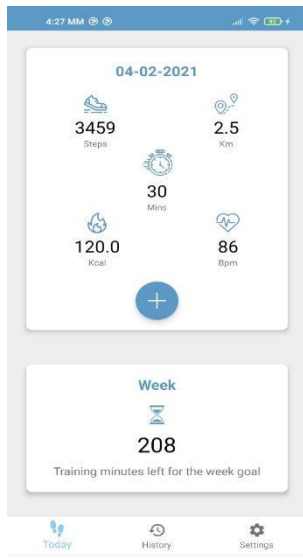 4:27 MM
04-02-2021
3459 2.5
Steps Km
30
Mins
120.0 86
Kcal Bpm
Week
208
Training minutes left for the week goal
Today History Settings